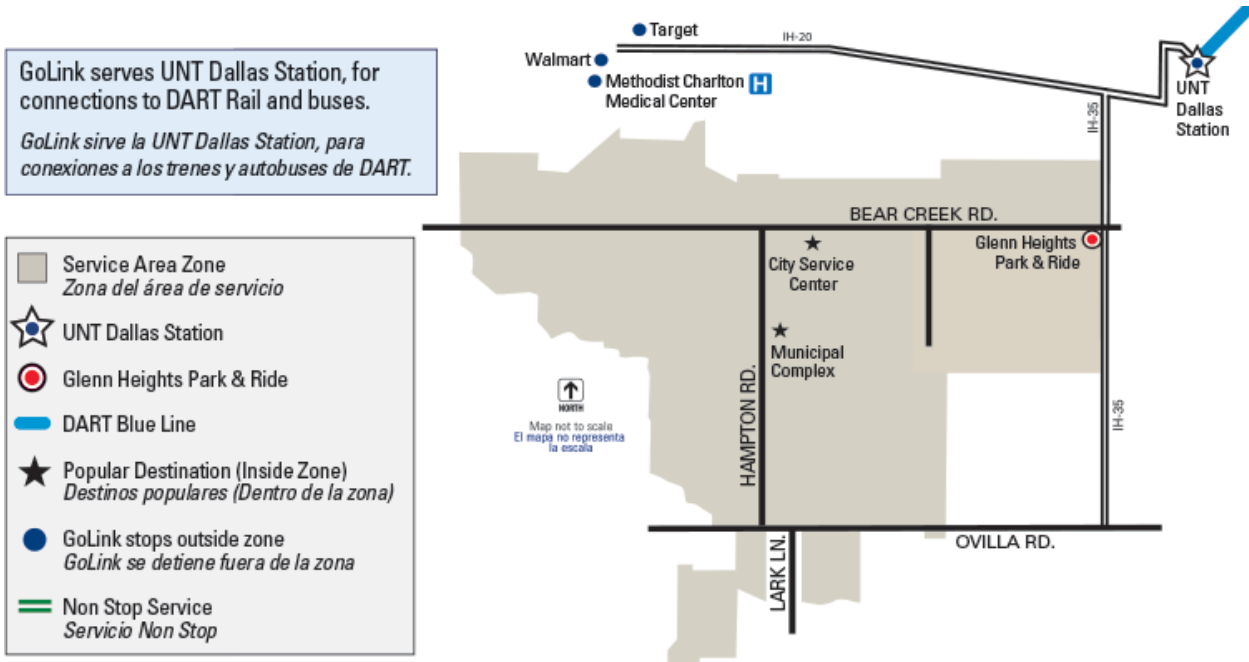 GoLink serves UNT Dallas Station, for
connections to DART Rail and buses.
GoLink sirve la UNT Dallas Station, para
conexiones a los trenes y autobuses de DART.
Service Area Zone
Zona del área de servicio
UNT Dallas Station
Glenn Heights Park & Ride
DART Blue Line
Popular Destination (Inside Zone)
Destinos populares (Dentro de la zona)
GoLink stops outside zone
GoLink se detiene fuera de la zona
Non Stop Service
Servicio Non Stop
Target
Walmart
Methodist Charlton
Medical Center
H
IH-20
UNT
Dallas
Station
IH-35
BEAR CREEK RD.
City Service
Center
Glenn Heights
Park & Ride
Municipal
Complex
HAMPTON RD.
NORTH
Map not to scale
El mapa no representa
la escala
IH-35
OVILLA RD.
LARK LN.